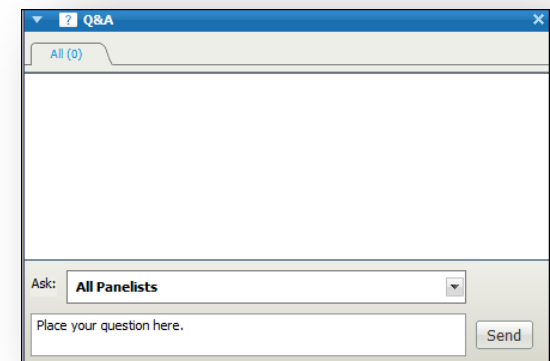 ? Q&A
All (0)
Ask: All Panelists
Place your question here.
Send